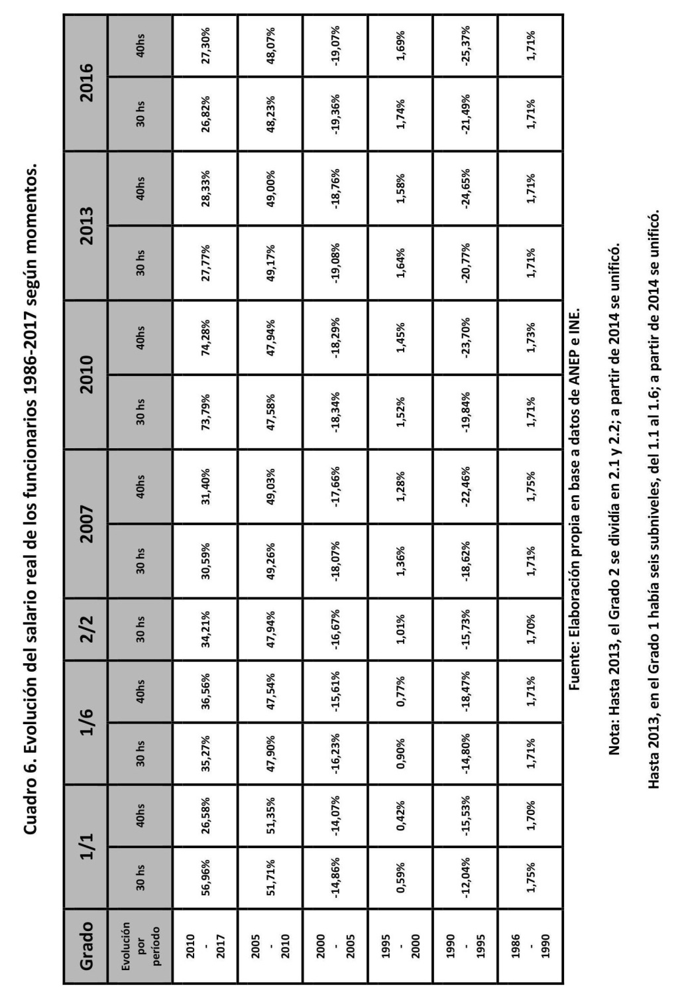 Cuadro 6. Evolución del salario real de los funcionarios 1986-2017 según momentos.
Grado 1/1 1/6 2/2 2007 2010 2013 2016
Evolución por período 30 hs 40hs 30 hs 40hs 30 hs 30 hs 40hs 30 hs 40hs 30 hs 40hs 30 hs 40hs
2010 - 2017 56,96% 26,58% 35,27% 36,56% 34,21% 30,59% 31,40% 73,79% 74,28% 27,77% 28,33% 26,82% 27,30%
2005 - 2010 51,71% 51,35% 47,90% 47,54% 47,94% 49,26% 49,03% 47,58% 47,94% 49,17% 49,00% 48,23% 48,07%
2000 - 2005 -14,86% -14,07% -16,23% -15,61% -16,67% -18,07% -17,66% -18,34% -18,29% -19,08% -18,76% -19,36% -19,07%
1995 - 2000 0,59% 0,42% 0,90% 0,77% 1,01% 1,36% 1,28% 1,52% 1,45% 1,64% 1,58% 1,74% 1,69%
1990 - 1995 -12,04% -15,53% -14,80% -18,47% -15,73% -18,62% -22,46% -19,84% -23,70% -20,77% -24,65% -21,49% -25,37%
1986 - 1990 1,75% 1,70% 1,71% 1,71% 1,70% 1,71% 1,75% 1,71% 1,73% 1,71% 1,71% 1,71% 1,71%
Fuente: Elaboración propia en base a datos de ANEP e INE.
Nota: Hasta 2013, el Grado 2 se dividía en 2.1 y 2.2; a partir de 2014 se unificó.
Hasta 2013, en el Grado 1 había seis subniveles, del 1.1 al 1.6; a partir de 2014 se unificó.